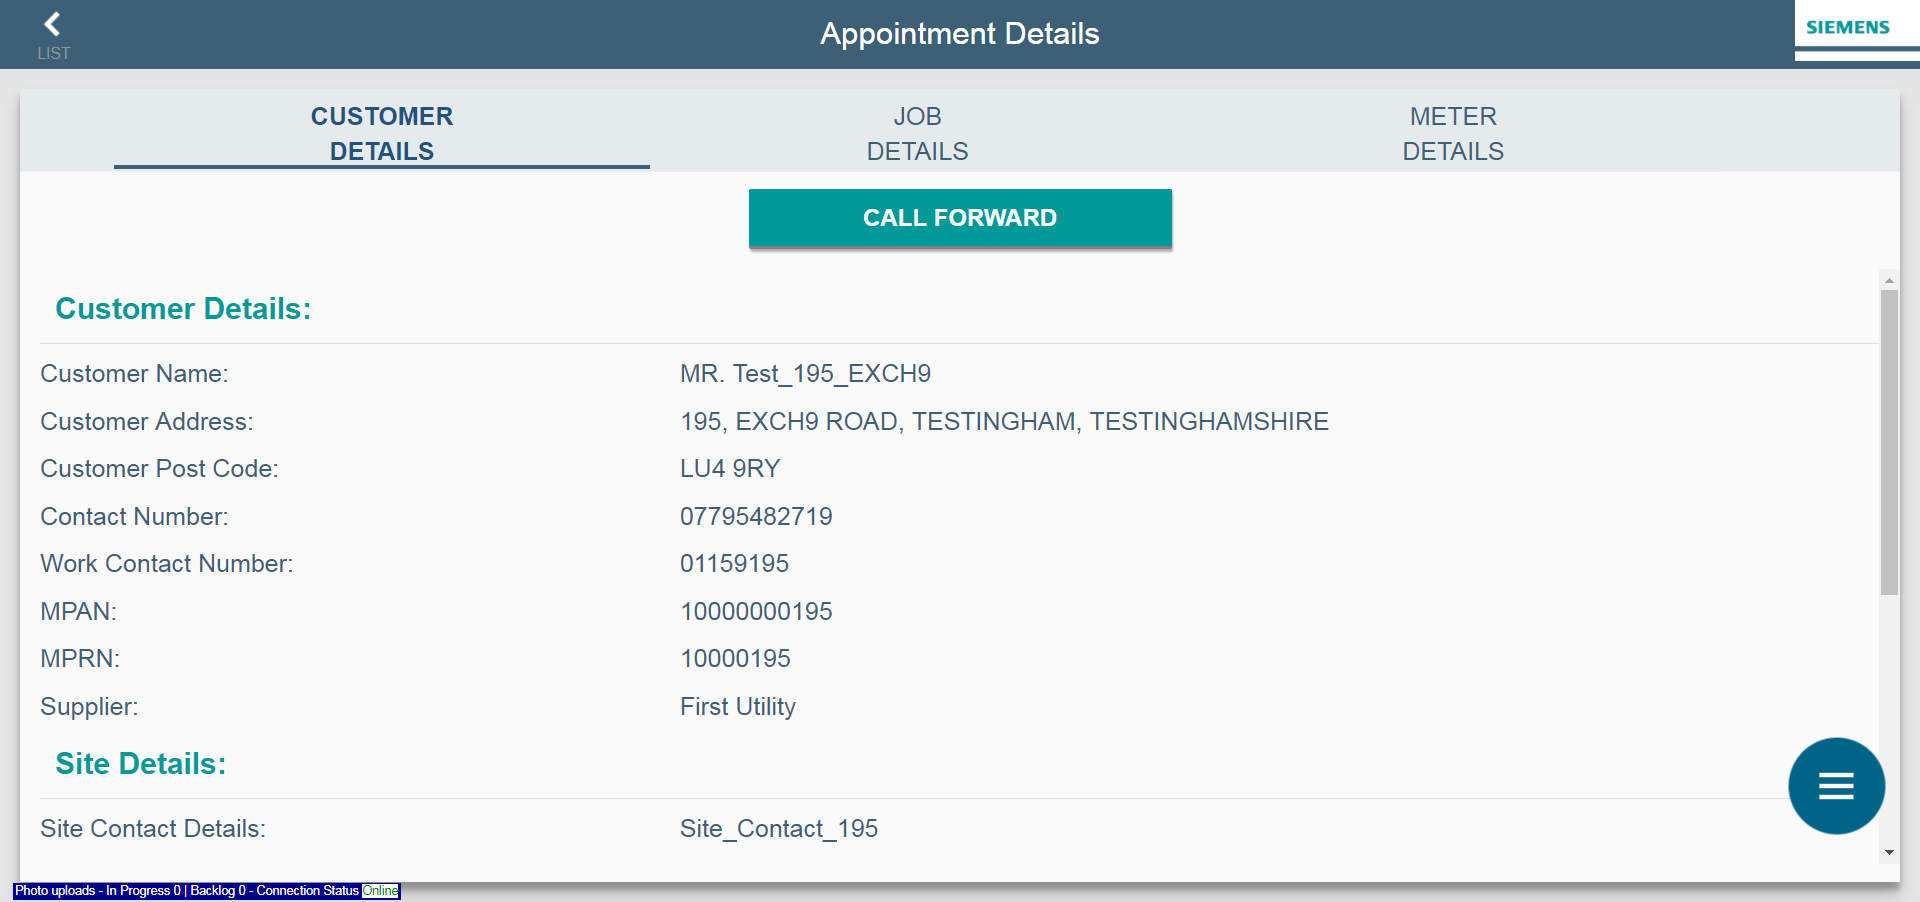 LIST
Appointment Details
SIEMENS
CUSTOMER
DETAILS
JOB
DETAILS
METER
DETAILS
CALL FORWARD
Customer Details:
Customer Name: MR. Test_195_EXCH9
Customer Address: 195, EXCH9 ROAD, TESTINGHAM, TESTINGHAMSHIRE
Customer Post Code: LU4 9RY
Contact Number: 07795482719
Work Contact Number: 01159195
MPAN: 10000000195
MPRN: 10000195
Supplier: First Utility
Site Details:
Site Contact Details: Site_Contact_195
Photo uploads - In Progress 0 | Backlog 0 - Connection Status Online